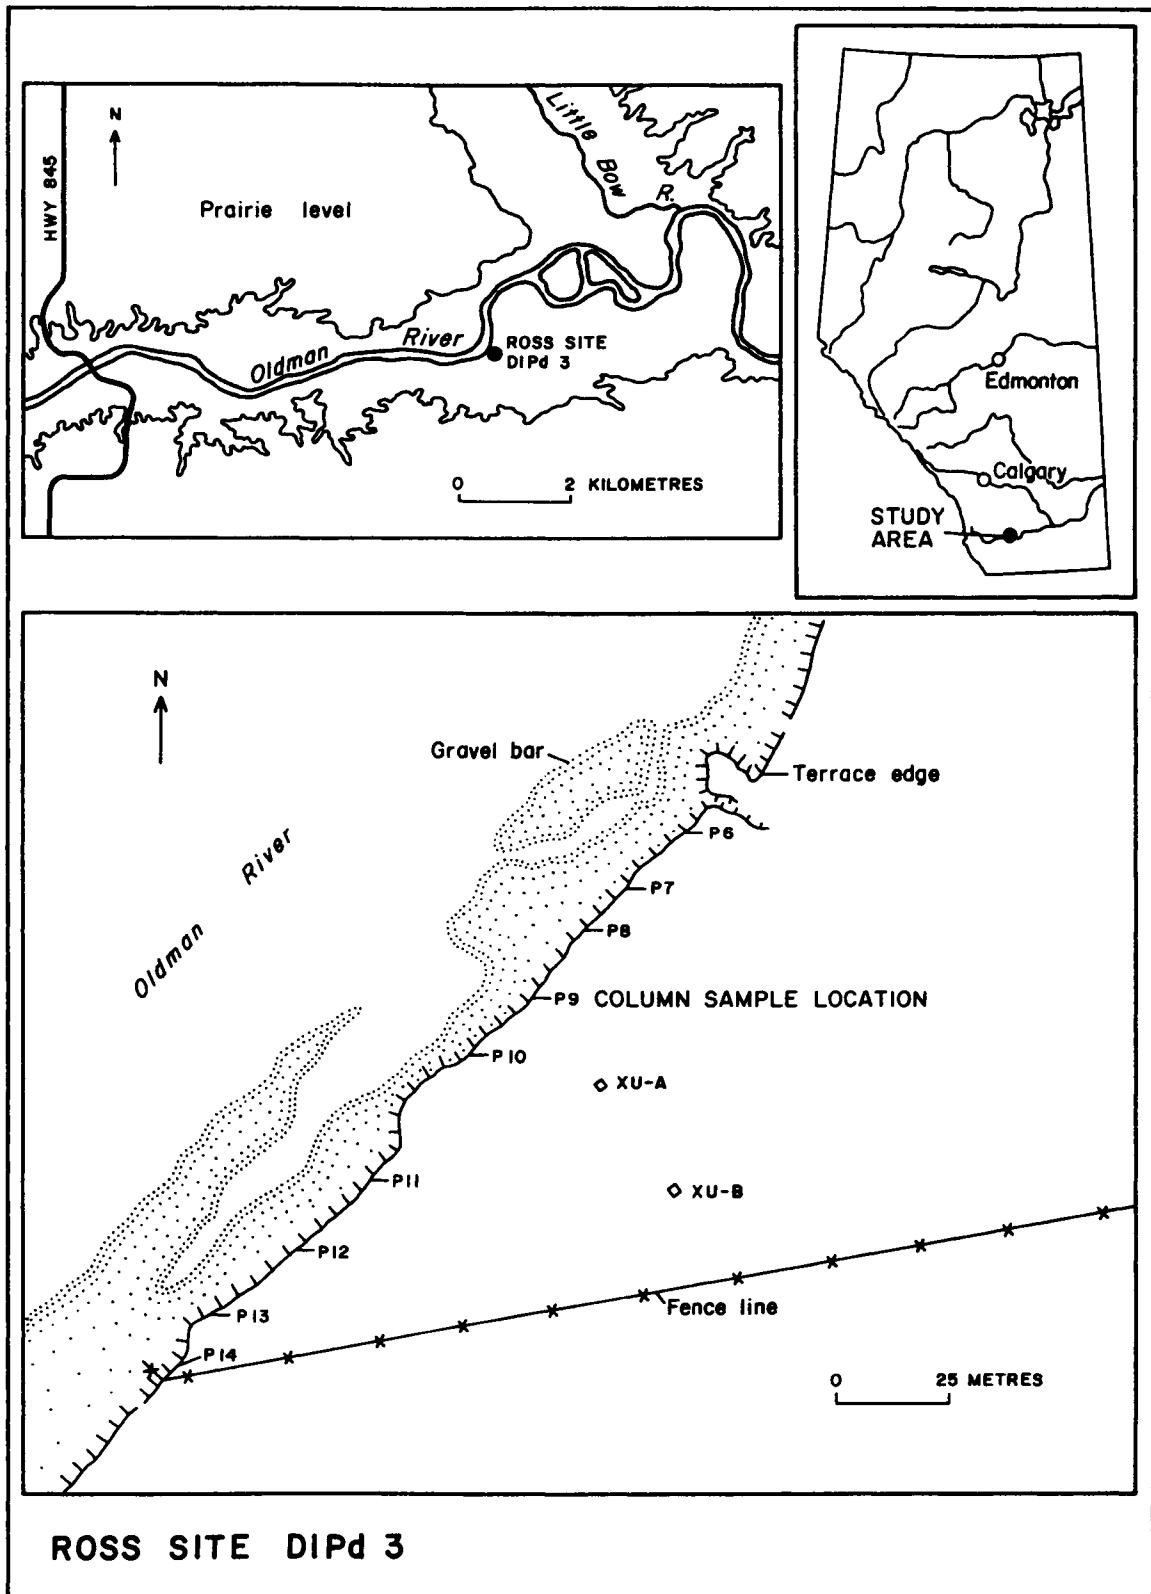 N
HWY 845
Prairie level
Little Bow R.
Oldman River
ROSS SITE
DIPd 3
0 2 KILOMETRES
Edmonton
Calgary
STUDY
AREA
N
Gravel bar
Terrace edge
Oldman River
P6
P7
P8
P9 COLUMN SAMPLE LOCATION
P10
XU-A
P11
XU-B
P12
Fence line
P13
P14
0 25 METRES
ROSS SITE DIPd 3